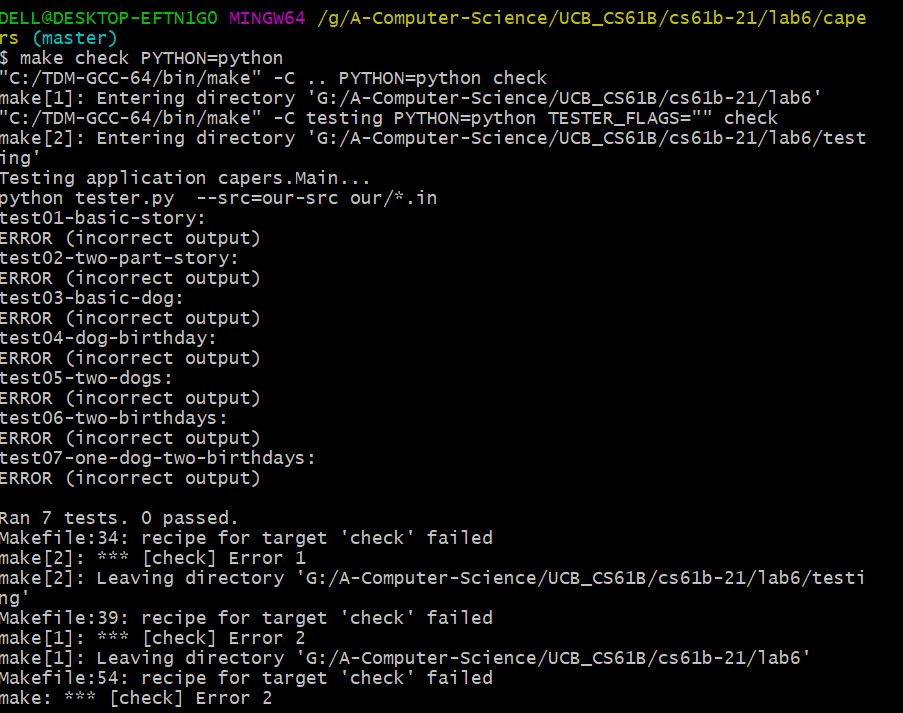 DELL@DESKTOP-EFTN1G0 MINGW64 /g/A-Computer-Science/UCB_CS61B/cs61b-21/lab6/cape
rs (master)
$ make check PYTHON=python
"C:/TDM-GCC-64/bin/make" -C .. PYTHON=python check
make[1]: Entering directory 'G:/A-Computer-Science/UCB_CS61B/cs61b-21/lab6'
"C:/TDM-GCC-64/bin/make" -C testing PYTHON=python TESTER_FLAGS="" check
make[2]: Entering directory 'G:/A-Computer-Science/UCB_CS61B/cs61b-21/lab6/test
ing'
Testing application capers.Main...
python tester.py  --src=our-src our/*.in
test01-basic-story:
ERROR (incorrect output)
test02-two-part-story:
ERROR (incorrect output)
test03-basic-dog:
ERROR (incorrect output)
test04-dog-birthday:
ERROR (incorrect output)
test05-two-dogs:
ERROR (incorrect output)
test06-two-birthdays:
ERROR (incorrect output)
test07-one-dog-two-birthdays:
ERROR (incorrect output)
Ran 7 tests. 0 passed.
Makefile:34: recipe for target 'check' failed
make[2]: *** [check] Error 1
make[2]: Leaving directory 'G:/A-Computer-Science/UCB_CS61B/cs61b-21/lab6/testi
ng'
Makefile:39: recipe for target 'check' failed
make[1]: *** [check] Error 2
make[1]: Leaving directory 'G:/A-Computer-Science/UCB_CS61B/cs61b-21/lab6'
Makefile:54: recipe for target 'check' failed
make: *** [check] Error 2